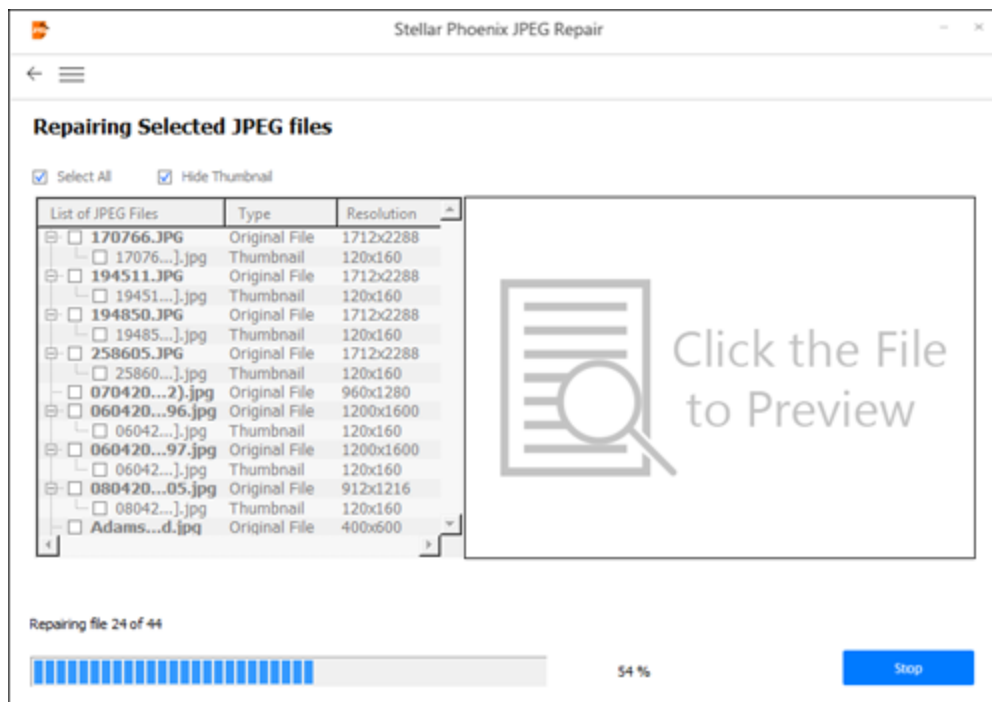 Stellar Phoenix JPEG Repair
Repairing Selected JPEG files
Select All Hide Thumbnail
List of JPEG Files Type Resolution
170766.JPG Original File 1712x2288
17076...].jpg Thumbnail 120x160
194511.JPG Original File 1712x2288
19451...].jpg Thumbnail 120x160
194850.JPG Original File 1712x2288
19485...].jpg Thumbnail 120x160
258605.JPG Original File 1712x2288
25860...].jpg Thumbnail 120x160
070420...2).jpg Original File 960x1280
060420...96.jpg Original File 1200x1600
06042...].jpg Thumbnail 120x160
060420...97.jpg Original File 1200x1600
06042...].jpg Thumbnail 120x160
080420...05.jpg Original File 912x1216
08042...].jpg Thumbnail 120x160
Adams...d.jpg Original File 400x600
Click the File
to Preview
Repairing file 24 of 44
54 %
Stop